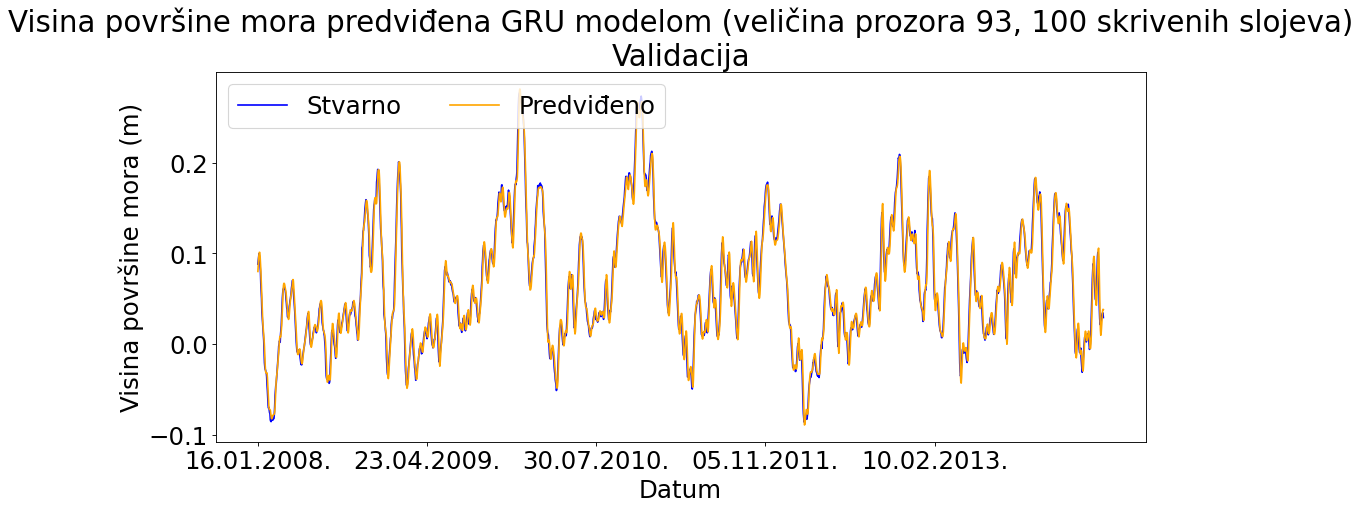 Visina površine mora predviđena GRU modelom (veličina prozora 93, 100 skrivenih slojeva)
Validacija
Stvarno
Predviđeno
Visina površine mora (m)
0.2
0.1
0.0
−0.1
16.01.2008.
23.04.2009.
30.07.2010.
05.11.2011.
10.02.2013.
Datum